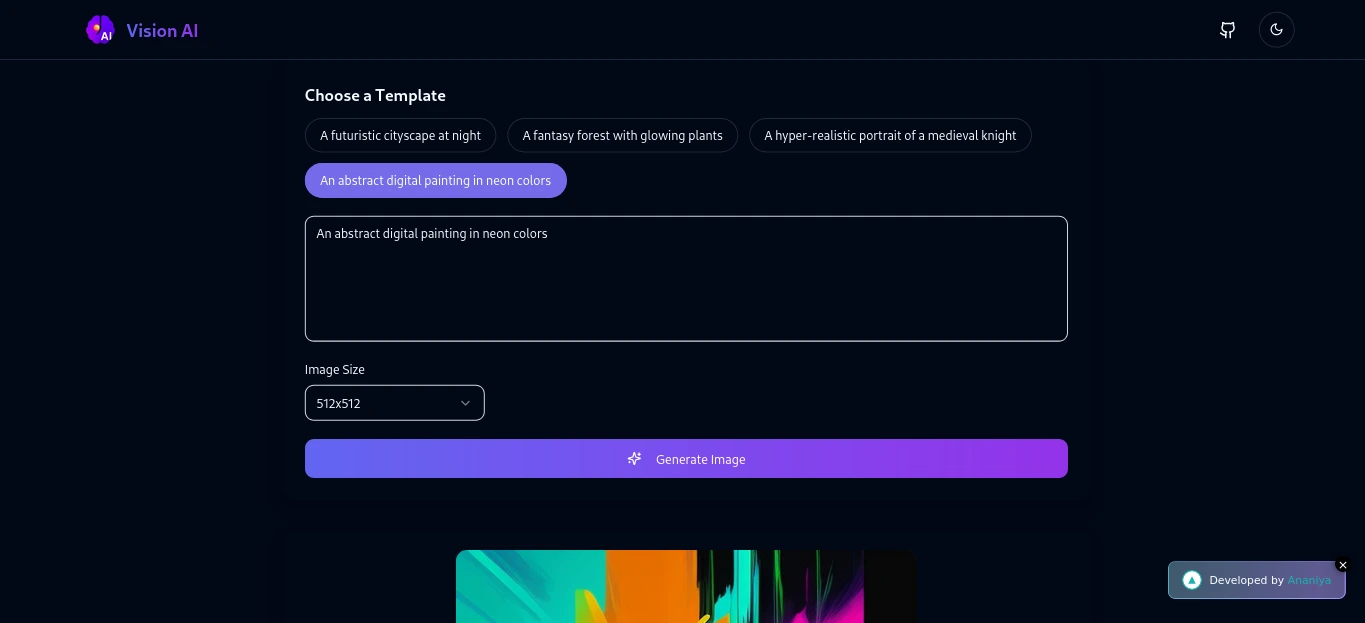 AI
Vision AI
Choose a Template
A futuristic cityscape at night
A fantasy forest with glowing plants
A hyper-realistic portrait of a medieval knight
An abstract digital painting in neon colors
An abstract digital painting in neon colors
Image Size
512x512
Generate Image
Developed by Ananiya